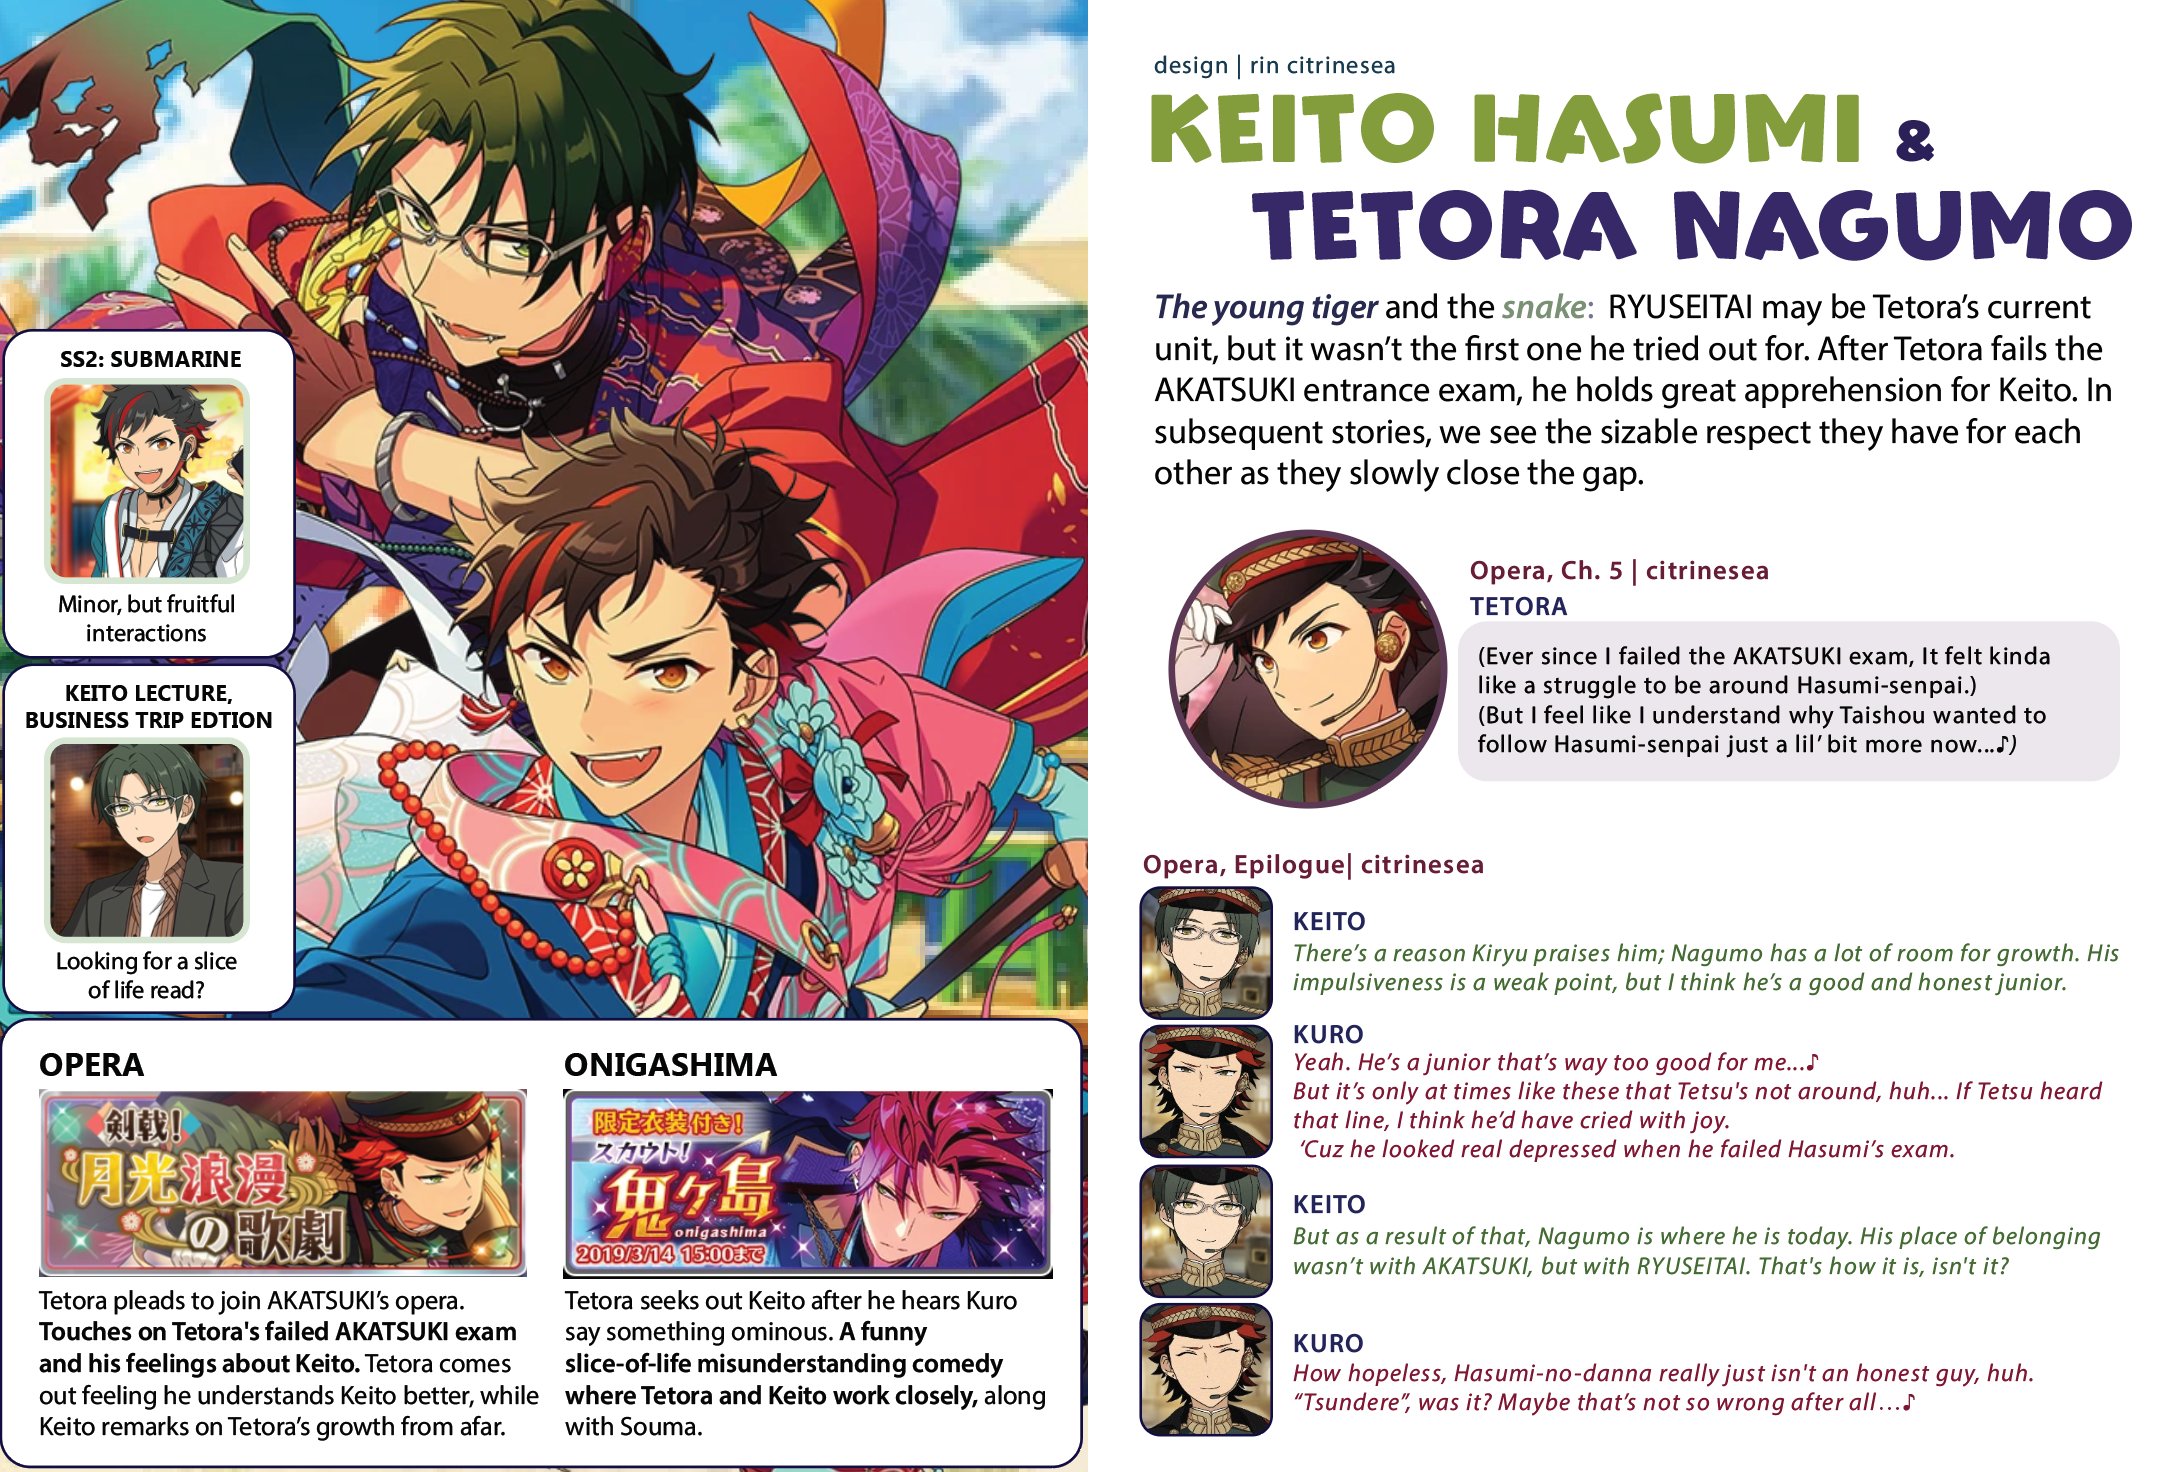 design | rin citrinesea
KEITO HASUMI &
TETORA NAGUMO
The young tiger and the snake: RYUSEITAI may be Tetora's current
unit, but it wasn't the first one he tried out for. After Tetora fails the
AKATSUKI entrance exam, he holds great apprehension for Keito. In
subsequent stories, we see the sizable respect they have for each
other as they slowly close the gap.
SS2: SUBMARINE
Minor, but fruitful
interactions
KEITO LECTURE,
BUSINESS TRIP EDTION
Looking for a slice
of life read?
OPERA
剣戟!
月光浪漫
の歌劇
Tetora pleads to join AKATSUKI's opera.
Touches on Tetora's failed AKATSUKI exam
and his feelings about Keito. Tetora comes
out feeling he understands Keito better, while
Keito remarks on Tetora's growth from afar.
ONIGASHIMA
限定衣装付き!
スカウト!
鬼ヶ島
onigashima
2019/3/14 15:00まで
Tetora seeks out Keito after he hears Kuro
say something ominous. A funny
slice-of-life misunderstanding comedy
where Tetora and Keito work closely, along
with Souma.
Opera, Ch. 5 | citrinesea
TETORA
(Ever since I failed the AKATSUKI exam, It felt kinda
like a struggle to be around Hasumi-senpai.)
(But I feel like I understand why Taishou wanted to
follow Hasumi-senpai just a lil' bit more now...♪)
Opera, Epilogue| citrinesea
KEITO
There's a reason Kiryu praises him; Nagumo has a lot of room for growth. His
impulsiveness is a weak point, but I think he's a good and honest junior.
KURO
Yeah. He's a junior that's way too good for me...♪
But it's only at times like these that Tetsu's not around, huh... If Tetsu heard
that line, I think he'd have cried with joy.
'Cuz he looked real depressed when he failed Hasumi's exam.
KEITO
But as a result of that, Nagumo is where he is today. His place of belonging
wasn't with AKATSUKI, but with RYUSEITAI. That's how it is, isn't it?
KURO
How hopeless, Hasumi-no-danna really just isn't an honest guy, huh.
"Tsundere", was it? Maybe that's not so wrong after all...♪